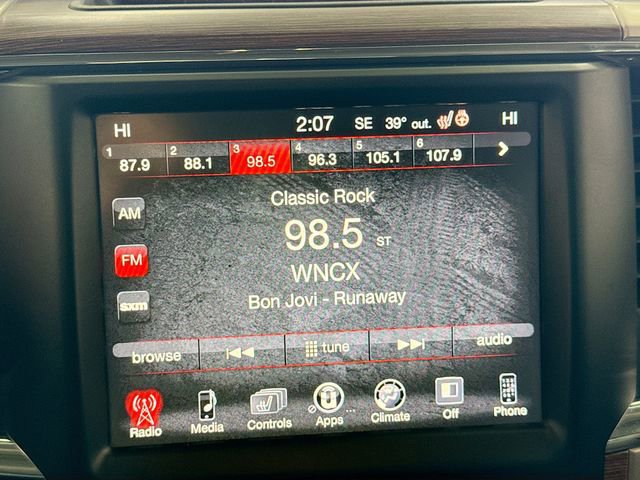 HI 2:07 SE 39° out. HI
1 87.9 2 88.1 3 98.5 4 96.3 5 105.1 6 107.9
Classic Rock
AM
98.5 ST
FM
WNCX
Bon Jovi - Runaway
sxm
browse tune audio
Radio Media Controls Apps Climate Off Phone